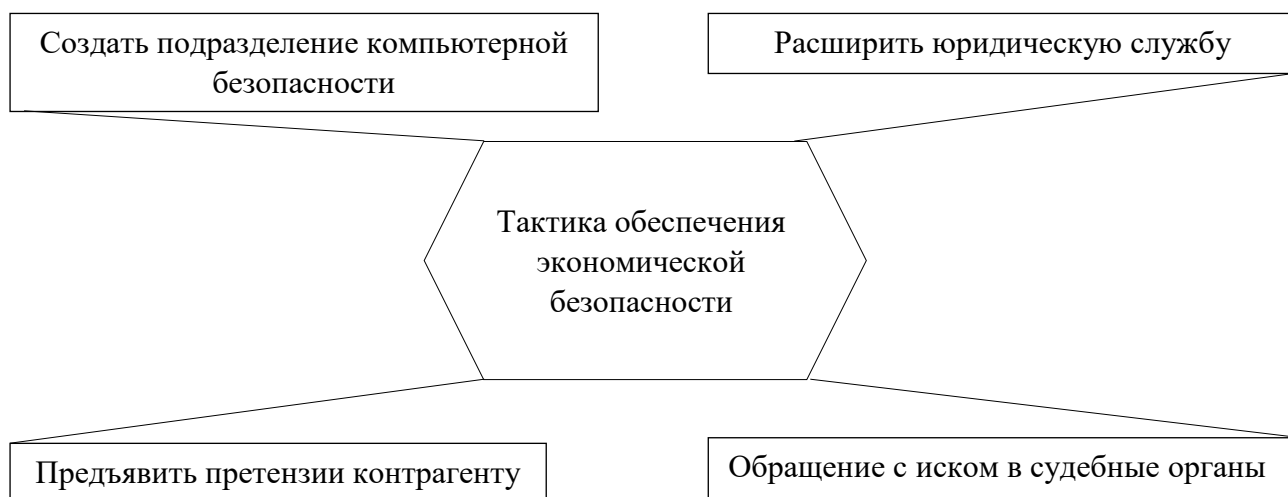 Создать подразделение компьютерной
безопасности
Расширить юридическую службу
Тактика обеспечения
экономической
безопасности
Предъявить претензии контрагенту
Обращение с иском в судебные органы